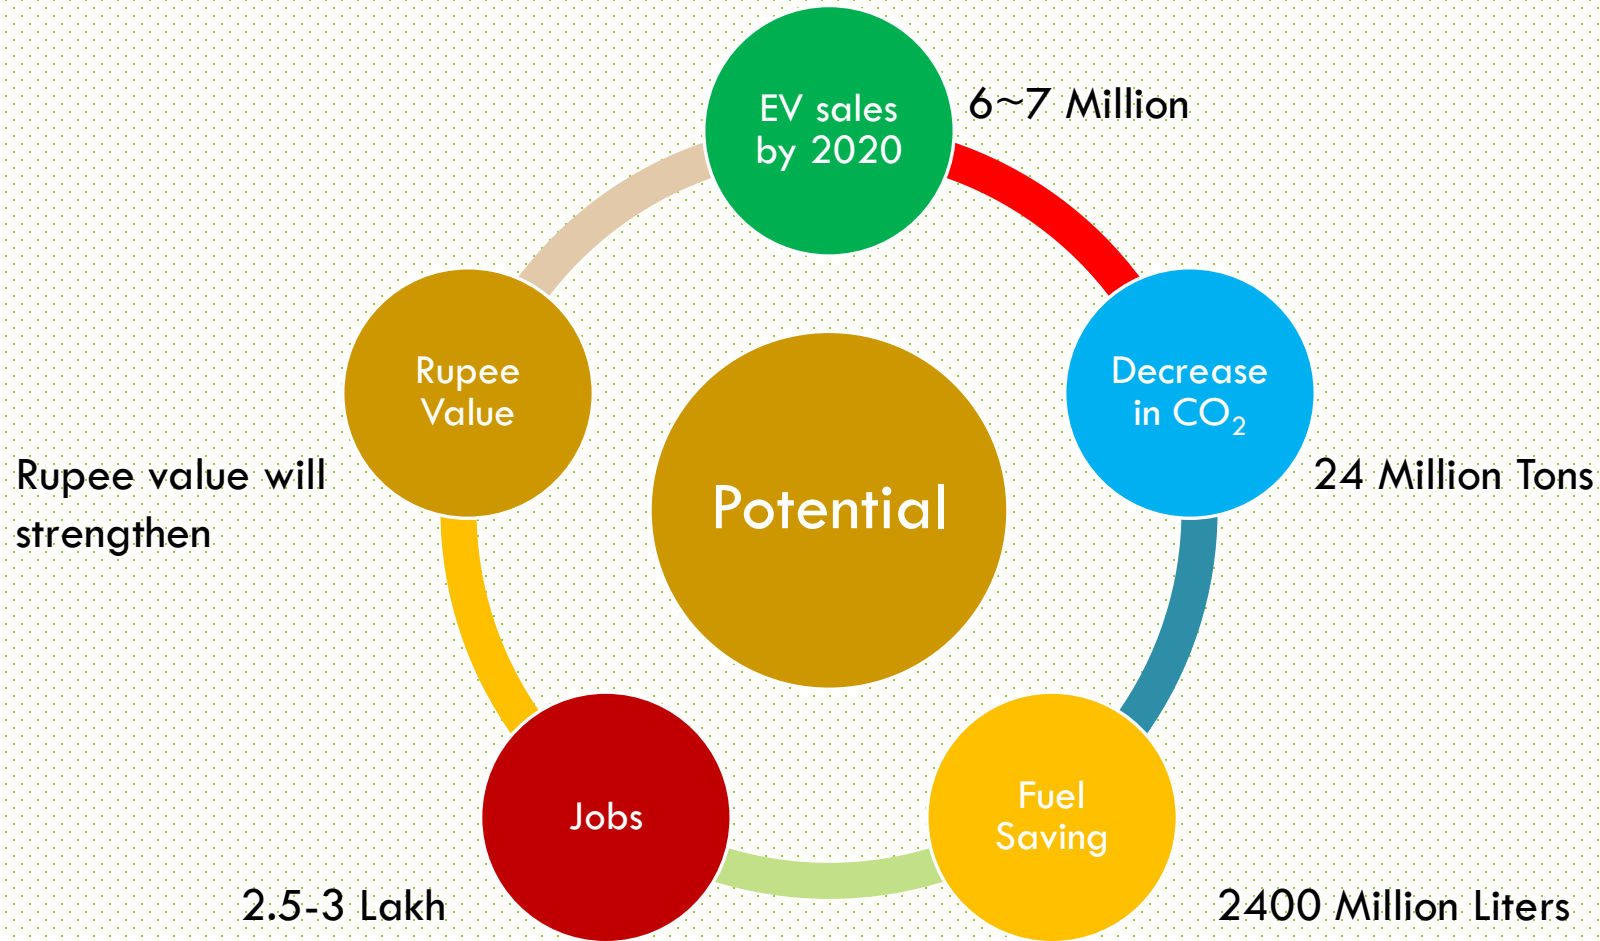 EV sales
by 2020
6~7 Million
Decrease
in CO₂
24 Million Tons
Fuel
Saving
2400 Million Liters
Jobs
2.5-3 Lakh
Rupee
Value
Rupee value will
strengthen
Potential